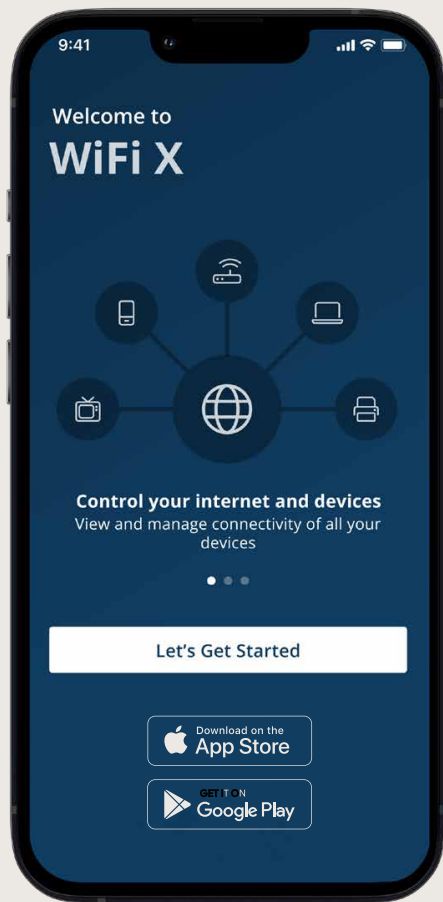 9:41
Welcome to
WiFi X
Control your internet and devices
View and manage connectivity of all your
devices
Let's Get Started
Download on the
App Store
GET IT ON
Google Play